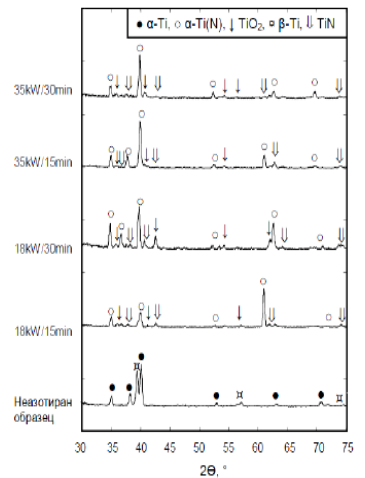 ● α-Ti, ○ α-Ti(N), ↓ TiO₂, ¤ β-Ti, ⇓ TiN
35kW/30min
35kW/15min
18kW/30min
18kW/15min
Неазотиран
образец
30 35 40 45 50 55 60 65 70 75
2Θ, °